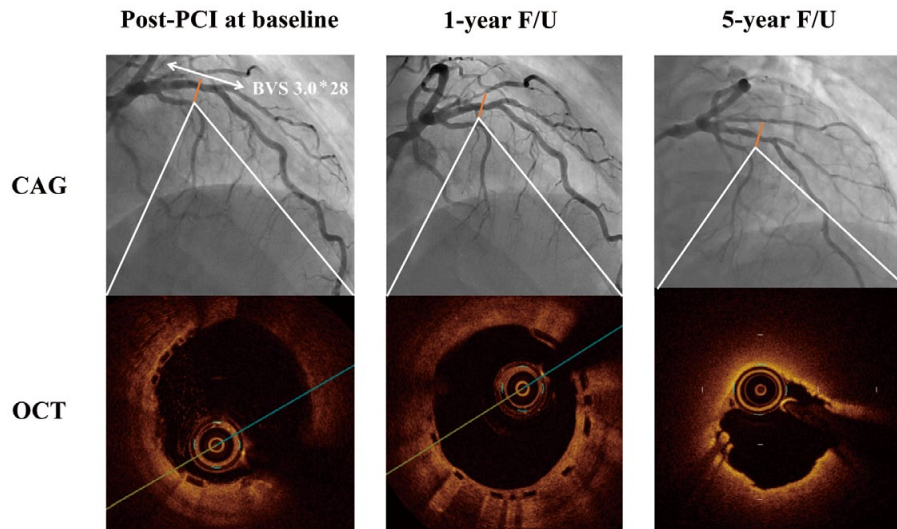 Post-PCI at baseline
1-year F/U
5-year F/U
BVS 3.0*28
CAG
OCT